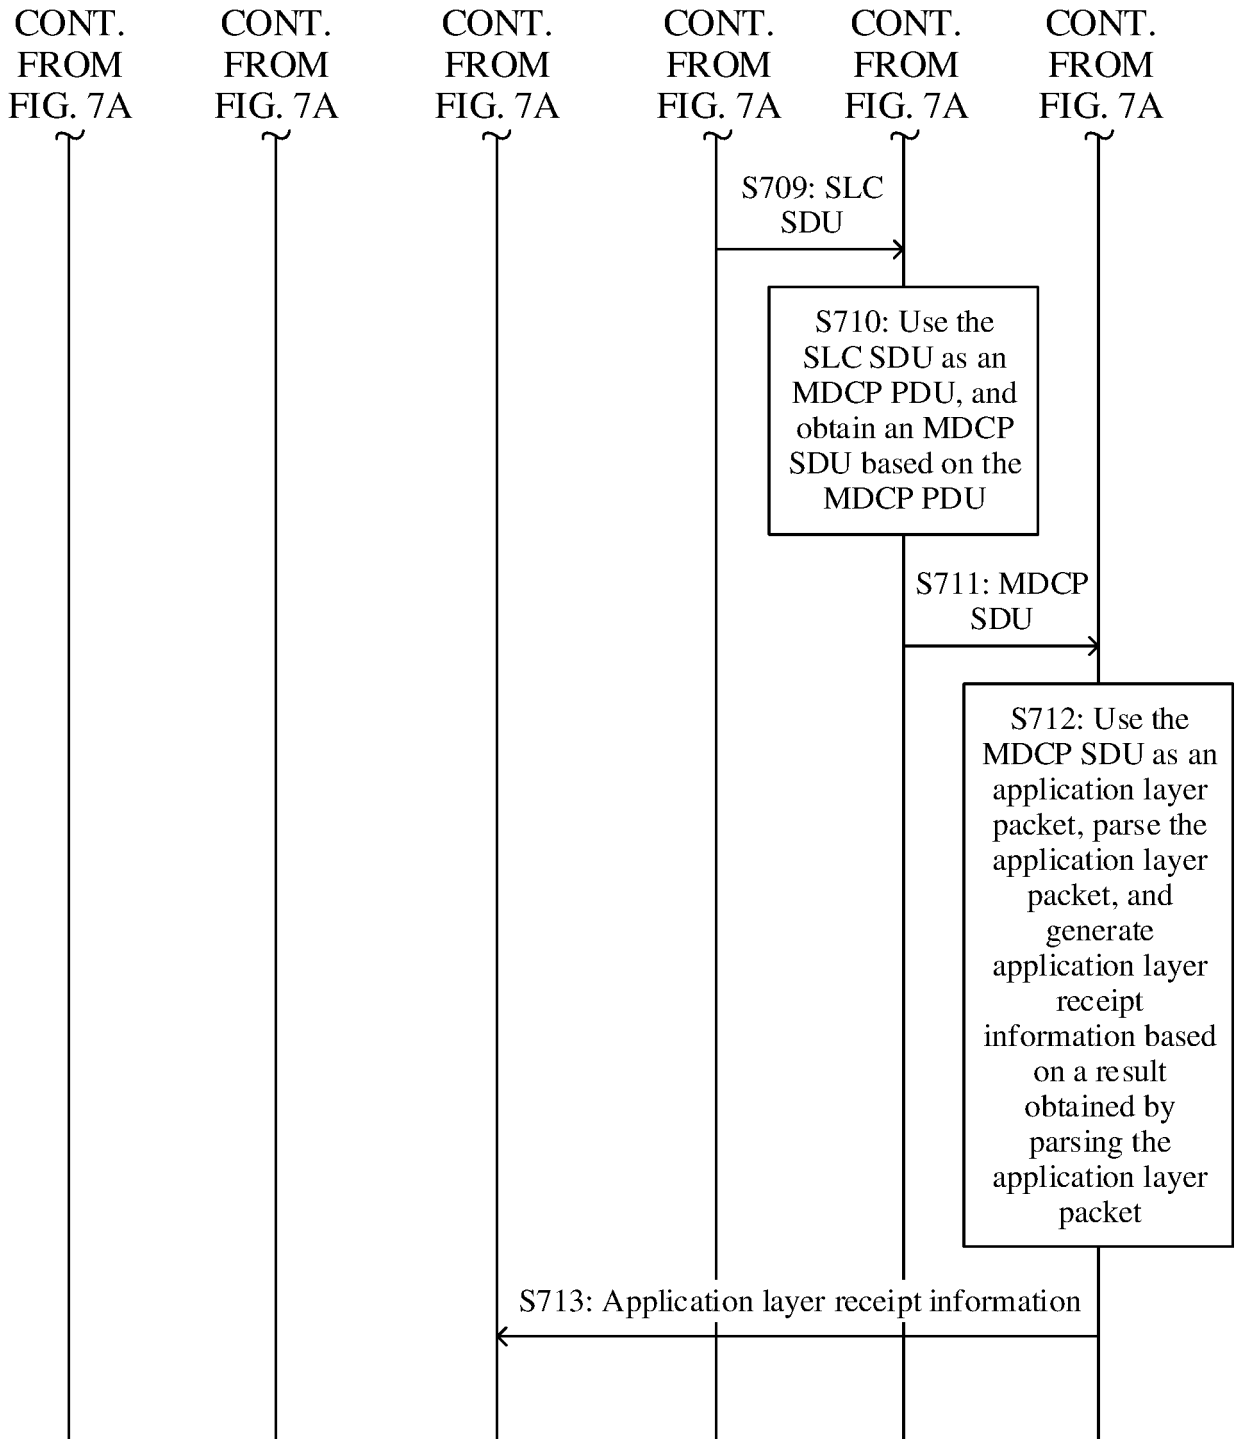 CONT.
FROM
FIG. 7A
CONT.
FROM
FIG. 7A
CONT.
FROM
FIG. 7A
CONT.
FROM
FIG. 7A
CONT.
FROM
FIG. 7A
CONT.
FROM
FIG. 7A
S709: SLC
SDU
S710: Use the
SLC SDU as an
MDCP PDU, and
obtain an MDCP
SDU based on the
MDCP PDU
S711: MDCP
SDU
S712: Use the
MDCP SDU as an
application layer
packet, parse the
application layer
packet, and
generate
application layer
receipt
information based
on a result
obtained by
parsing the
application layer
packet
S713: Application layer receipt information